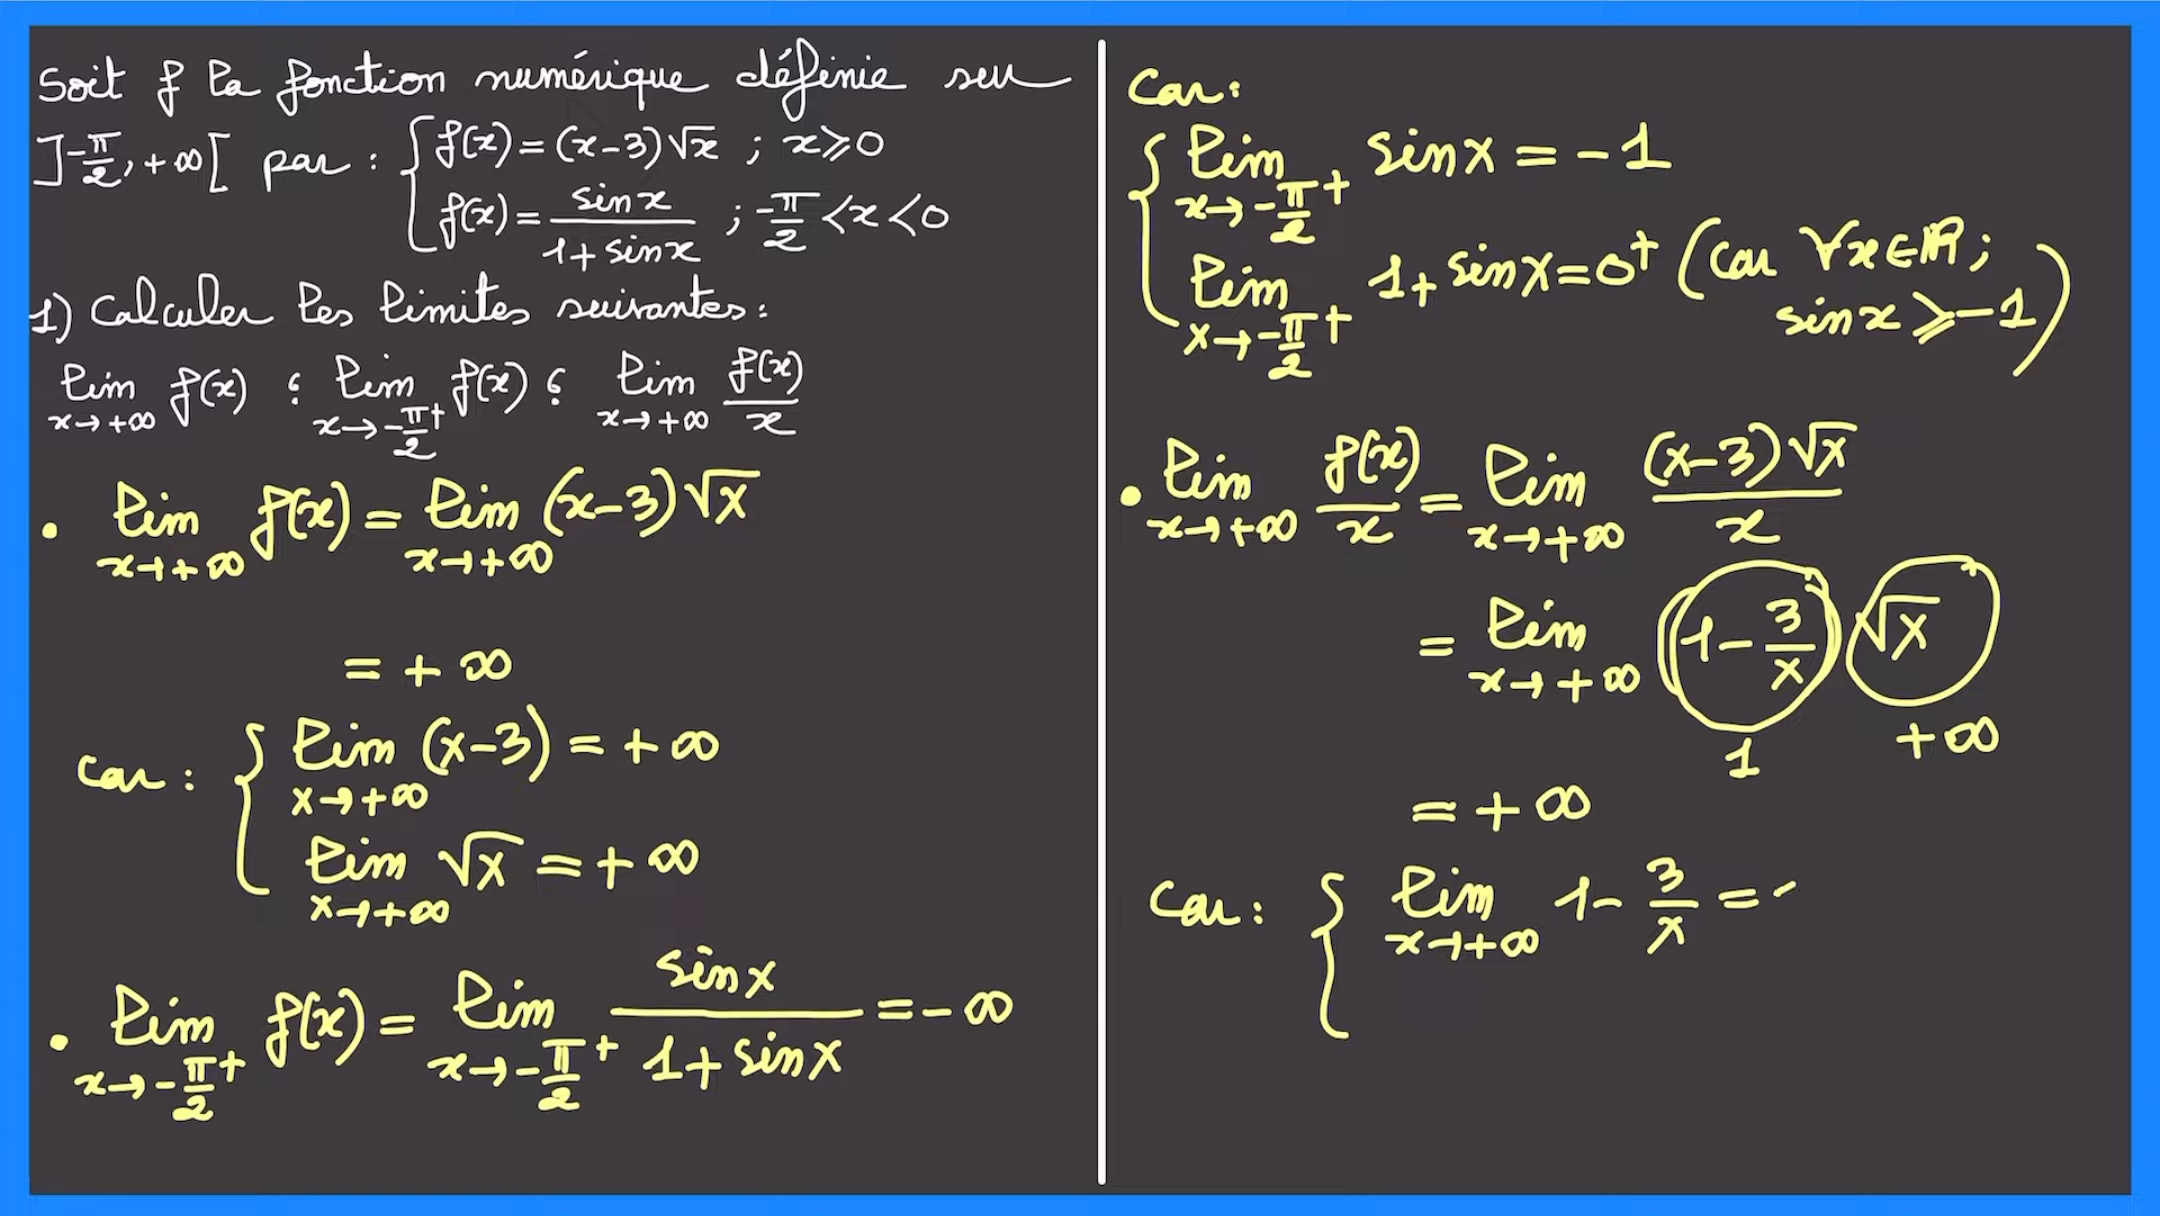 Soit f la fonction numérique définie sur
]-π/2, +∞[ par : { f(x) = (x-3)√x ; x ⩾ 0
f(x) = sin x / (1 + sin x) ; -π/2 < x < 0
1) Calculer les limites suivantes :
lim x→+∞ f(x) ; lim x→-π/2⁺ f(x) ; lim x→+∞ f(x)/x
• lim x→+∞ f(x) = lim x→+∞ (x-3)√x
= +∞
car : { lim x→+∞ (x-3) = +∞
lim x→+∞ √x = +∞
• lim x→-π/2⁺ f(x) = lim x→-π/2⁺ sin x / (1 + sin x) = -∞
Car :
{ lim x→-π/2⁺ sin x = -1
lim x→-π/2⁺ 1 + sin x = 0⁺ (car ∀x∈ℝ ;
sin x ⩾ -1)
• lim x→+∞ f(x)/x = lim x→+∞ (x-3)√x / x
= lim x→+∞ (1 - 3/x) √x
1 +∞
= +∞
Car : { lim x→+∞ 1 - 3/x =